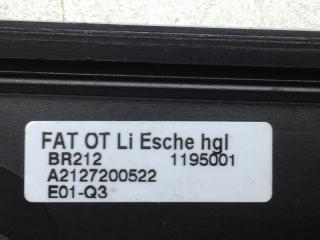 FAT OT Li Esche hgl
BR212 1195001
A2127200522
E01-Q3